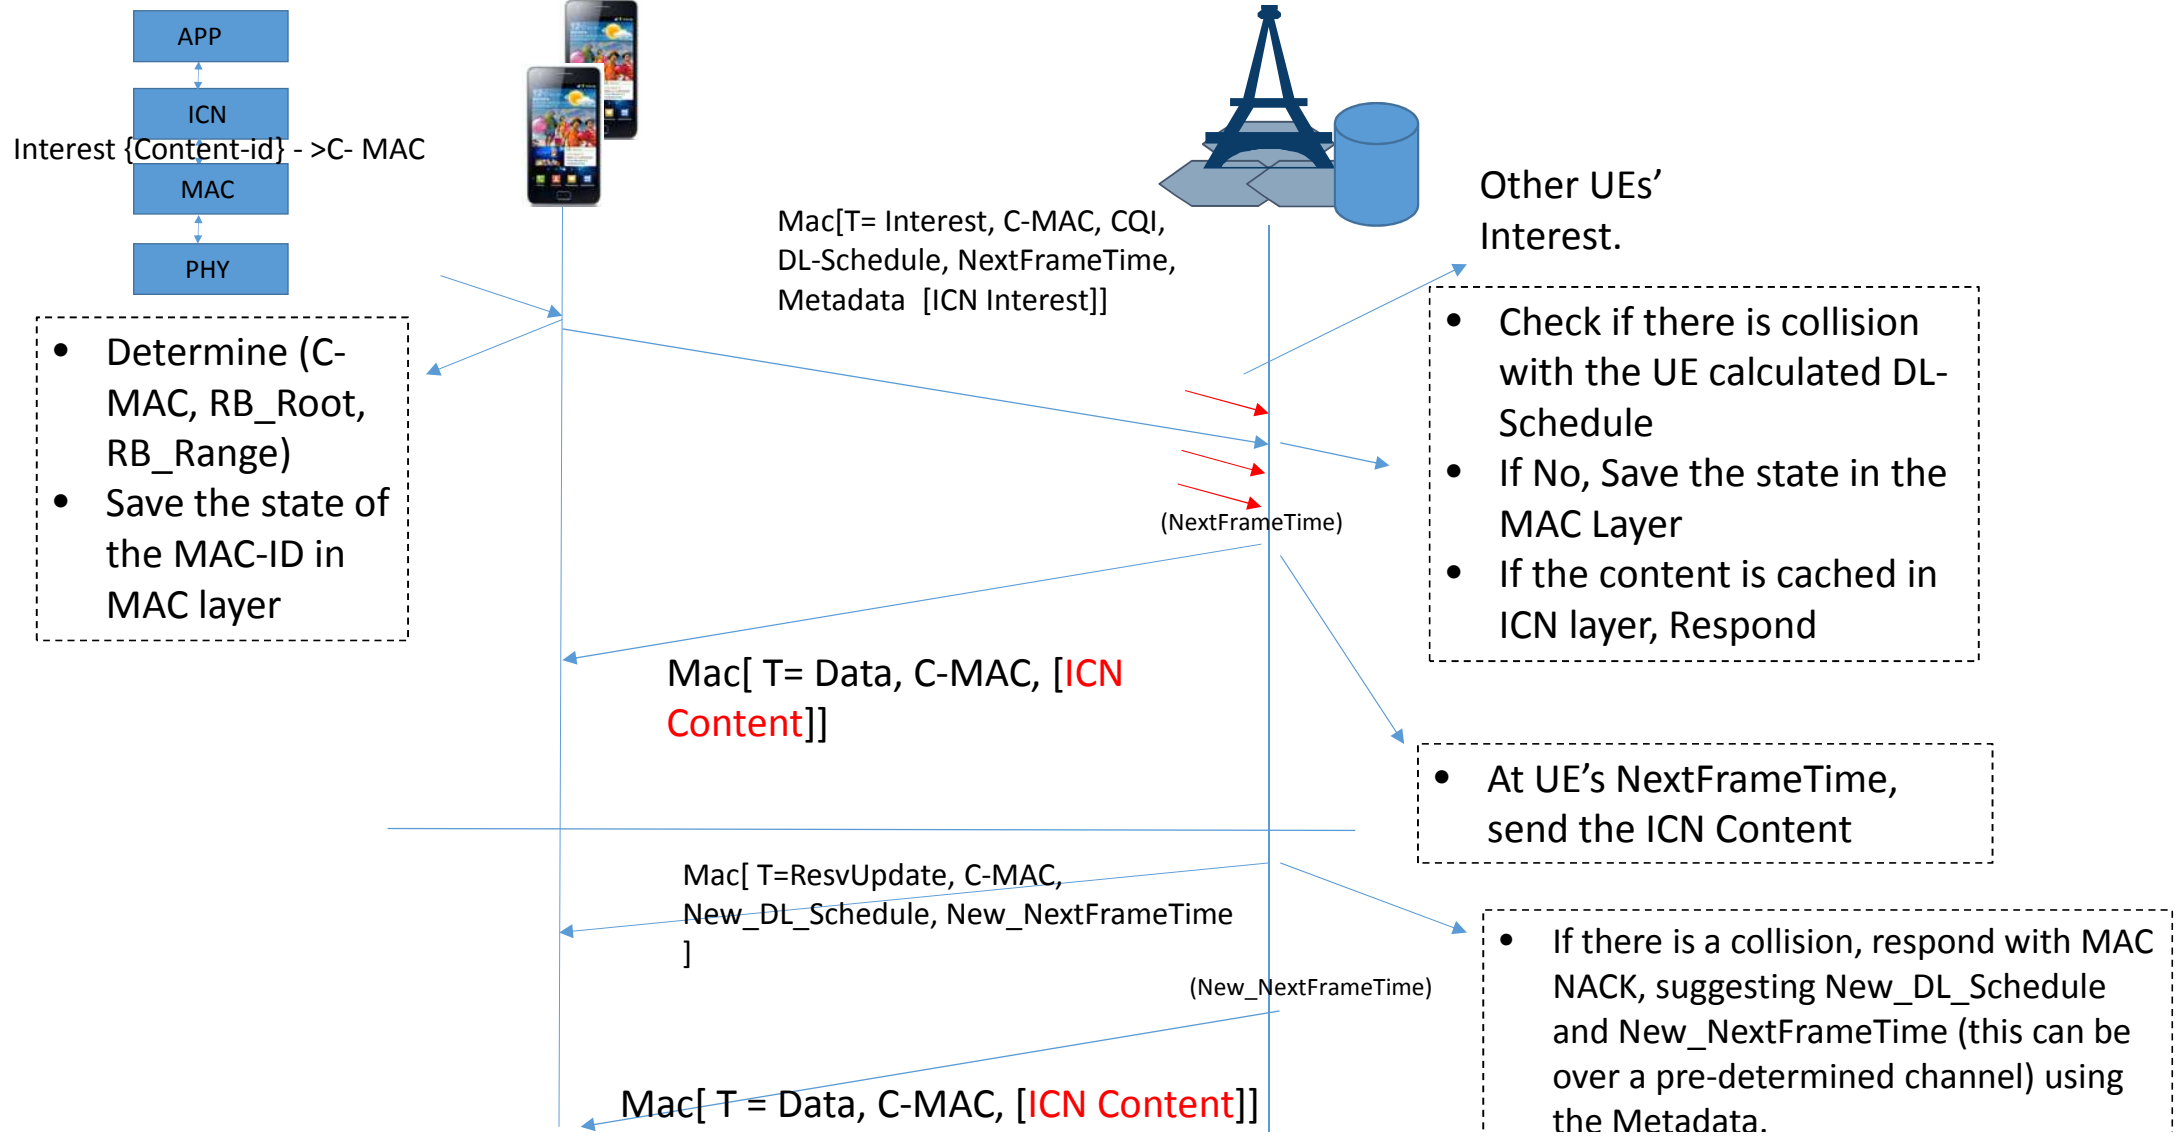 APP
ICN
Interest {Content-id} - >C- MAC
MAC
PHY
• Determine (C-
MAC, RB_Root,
RB_Range)
• Save the state of
the MAC-ID in
MAC layer
Mac[T= Interest, C-MAC, CQI,
DL-Schedule, NextFrameTime,
Metadata [ICN Interest]]
Other UEs’
Interest.
• Check if there is collision
with the UE calculated DL-
Schedule
• If No, Save the state in the
MAC Layer
• If the content is cached in
ICN layer, Respond
(NextFrameTime)
Mac[ T= Data, C-MAC, [ICN
Content]]
• At UE’s NextFrameTime,
send the ICN Content
Mac[ T=ResvUpdate, C-MAC,
New_DL_Schedule, New_NextFrameTime
]
(New_NextFrameTime)
• If there is a collision, respond with MAC
NACK, suggesting New_DL_Schedule
and New_NextFrameTime (this can be
over a pre-determined channel) using
the Metadata.
Mac[ T = Data, C-MAC, [ICN Content]]